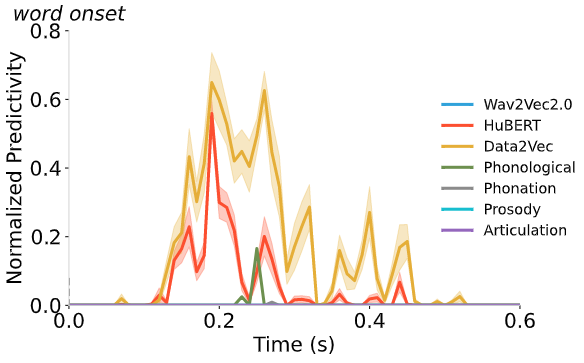 word onset
0.8
0.6
0.4
0.2
0.0
Normalized Predictivity
0.0 0.2 0.4 0.6
Time (s)
Wav2Vec2.0
HuBERT
Data2Vec
Phonological
Phonation
Prosody
Articulation